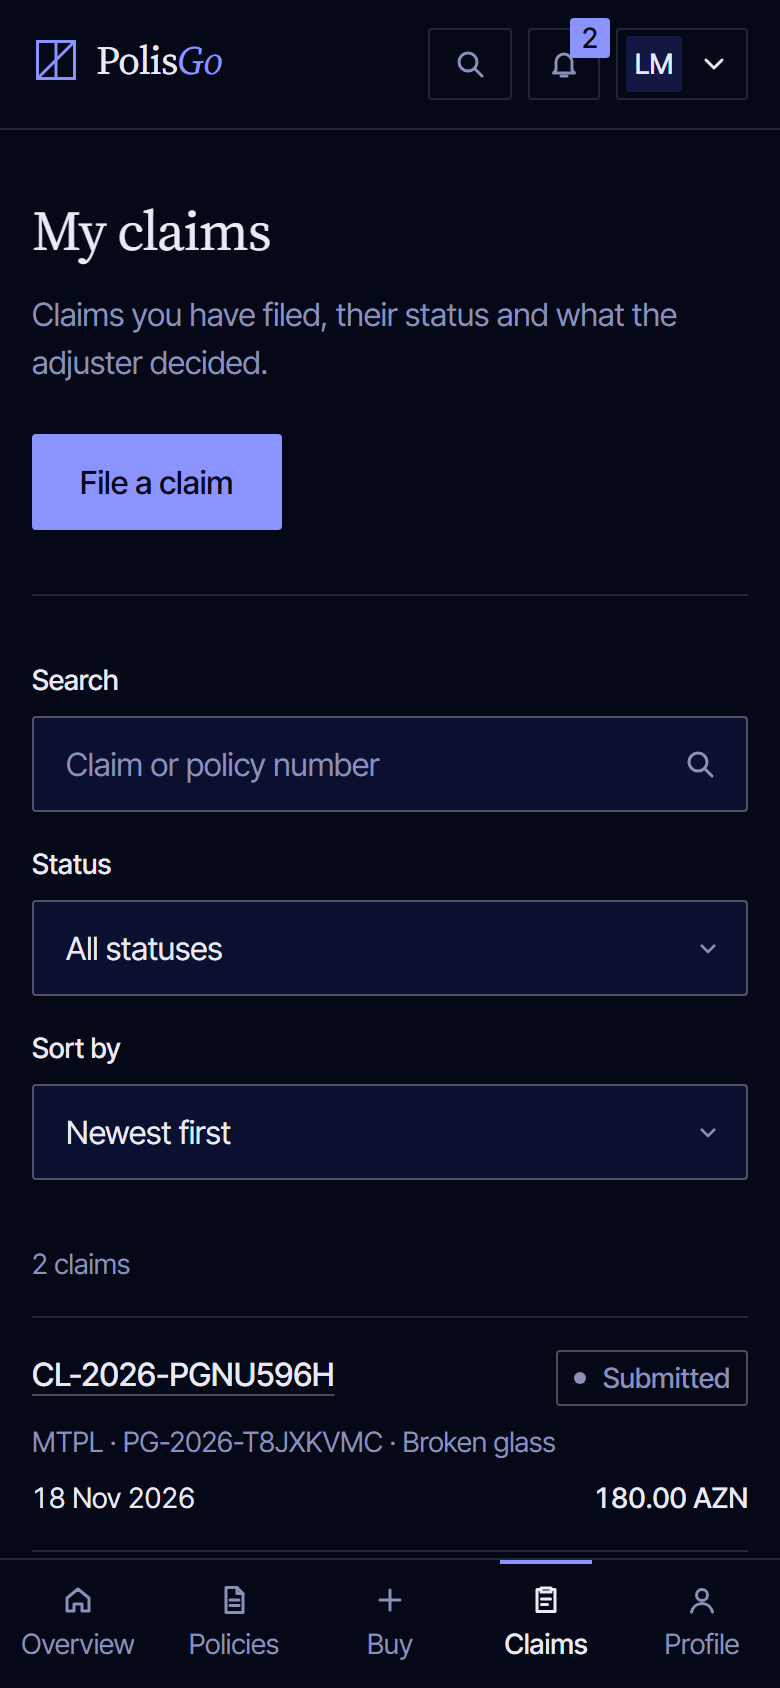 PolisGo
2
LM
My claims
Claims you have filed, their status and what the
adjuster decided.
File a claim
Search
Claim or policy number
Status
All statuses
Sort by
Newest first
2 claims
CL-2026-PGNU596H
Submitted
MTPL · PG-2026-T8JXKVMC · Broken glass
18 Nov 2026
180.00 AZN
Overview
Policies
Buy
Claims
Profile